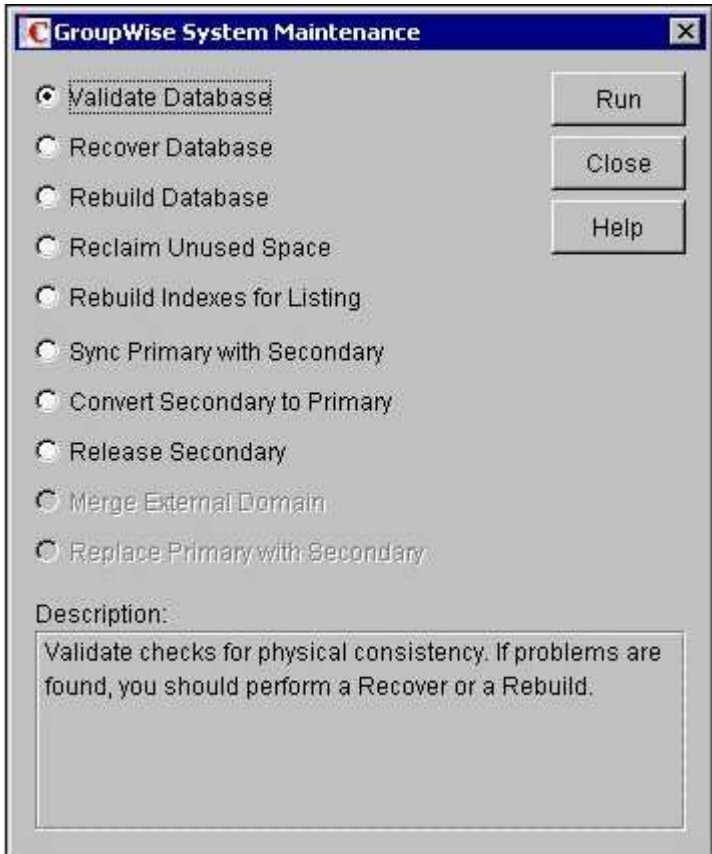 GroupWise System Maintenance
Validate Database
Recover Database
Rebuild Database
Reclaim Unused Space
Rebuild Indexes for Listing
Sync Primary with Secondary
Convert Secondary to Primary
Release Secondary
Merge External Domain
Replace Primary with Secondary
Run
Close
Help
Description:
Validate checks for physical consistency. If problems are
found, you should perform a Recover or a Rebuild.